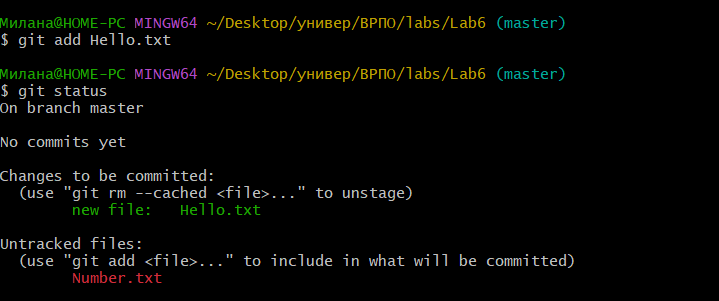 Милана@HOME-PC MINGW64 ~/Desktop/универ/ВРПО/labs/Lab6 (master)
$ git add Hello.txt

Милана@HOME-PC MINGW64 ~/Desktop/универ/ВРПО/labs/Lab6 (master)
$ git status
On branch master

No commits yet

Changes to be committed:
  (use "git rm --cached <file>..." to unstage)
        new file:   Hello.txt

Untracked files:
  (use "git add <file>..." to include in what will be committed)
        Number.txt